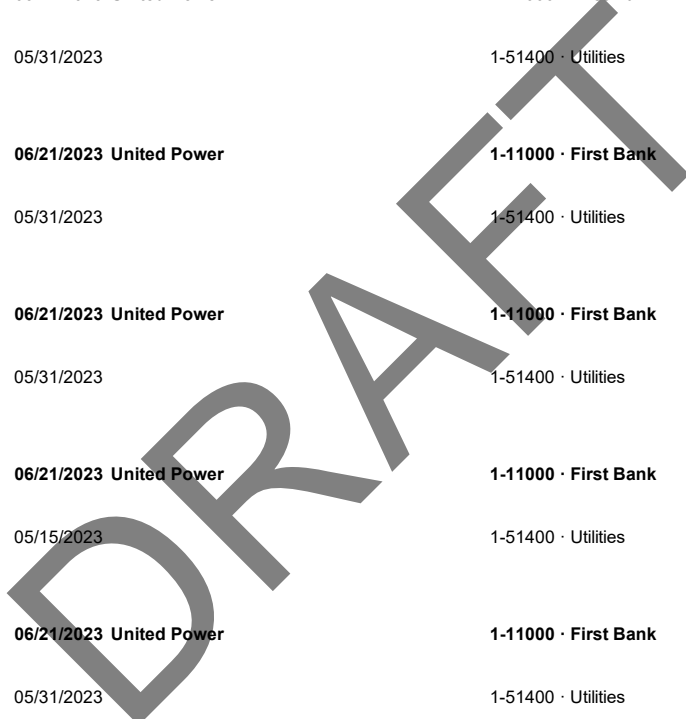 05/31/2023 1-51400 · Utilities
06/21/2023 United Power 1-11000 · First Bank
05/31/2023 1-51400 · Utilities
06/21/2023 United Power 1-11000 · First Bank
05/31/2023 1-51400 · Utilities
06/21/2023 United Power 1-11000 · First Bank
05/15/2023 1-51400 · Utilities
06/21/2023 United Power 1-11000 · First Bank
05/31/2023 1-51400 · Utilities
DRAFT